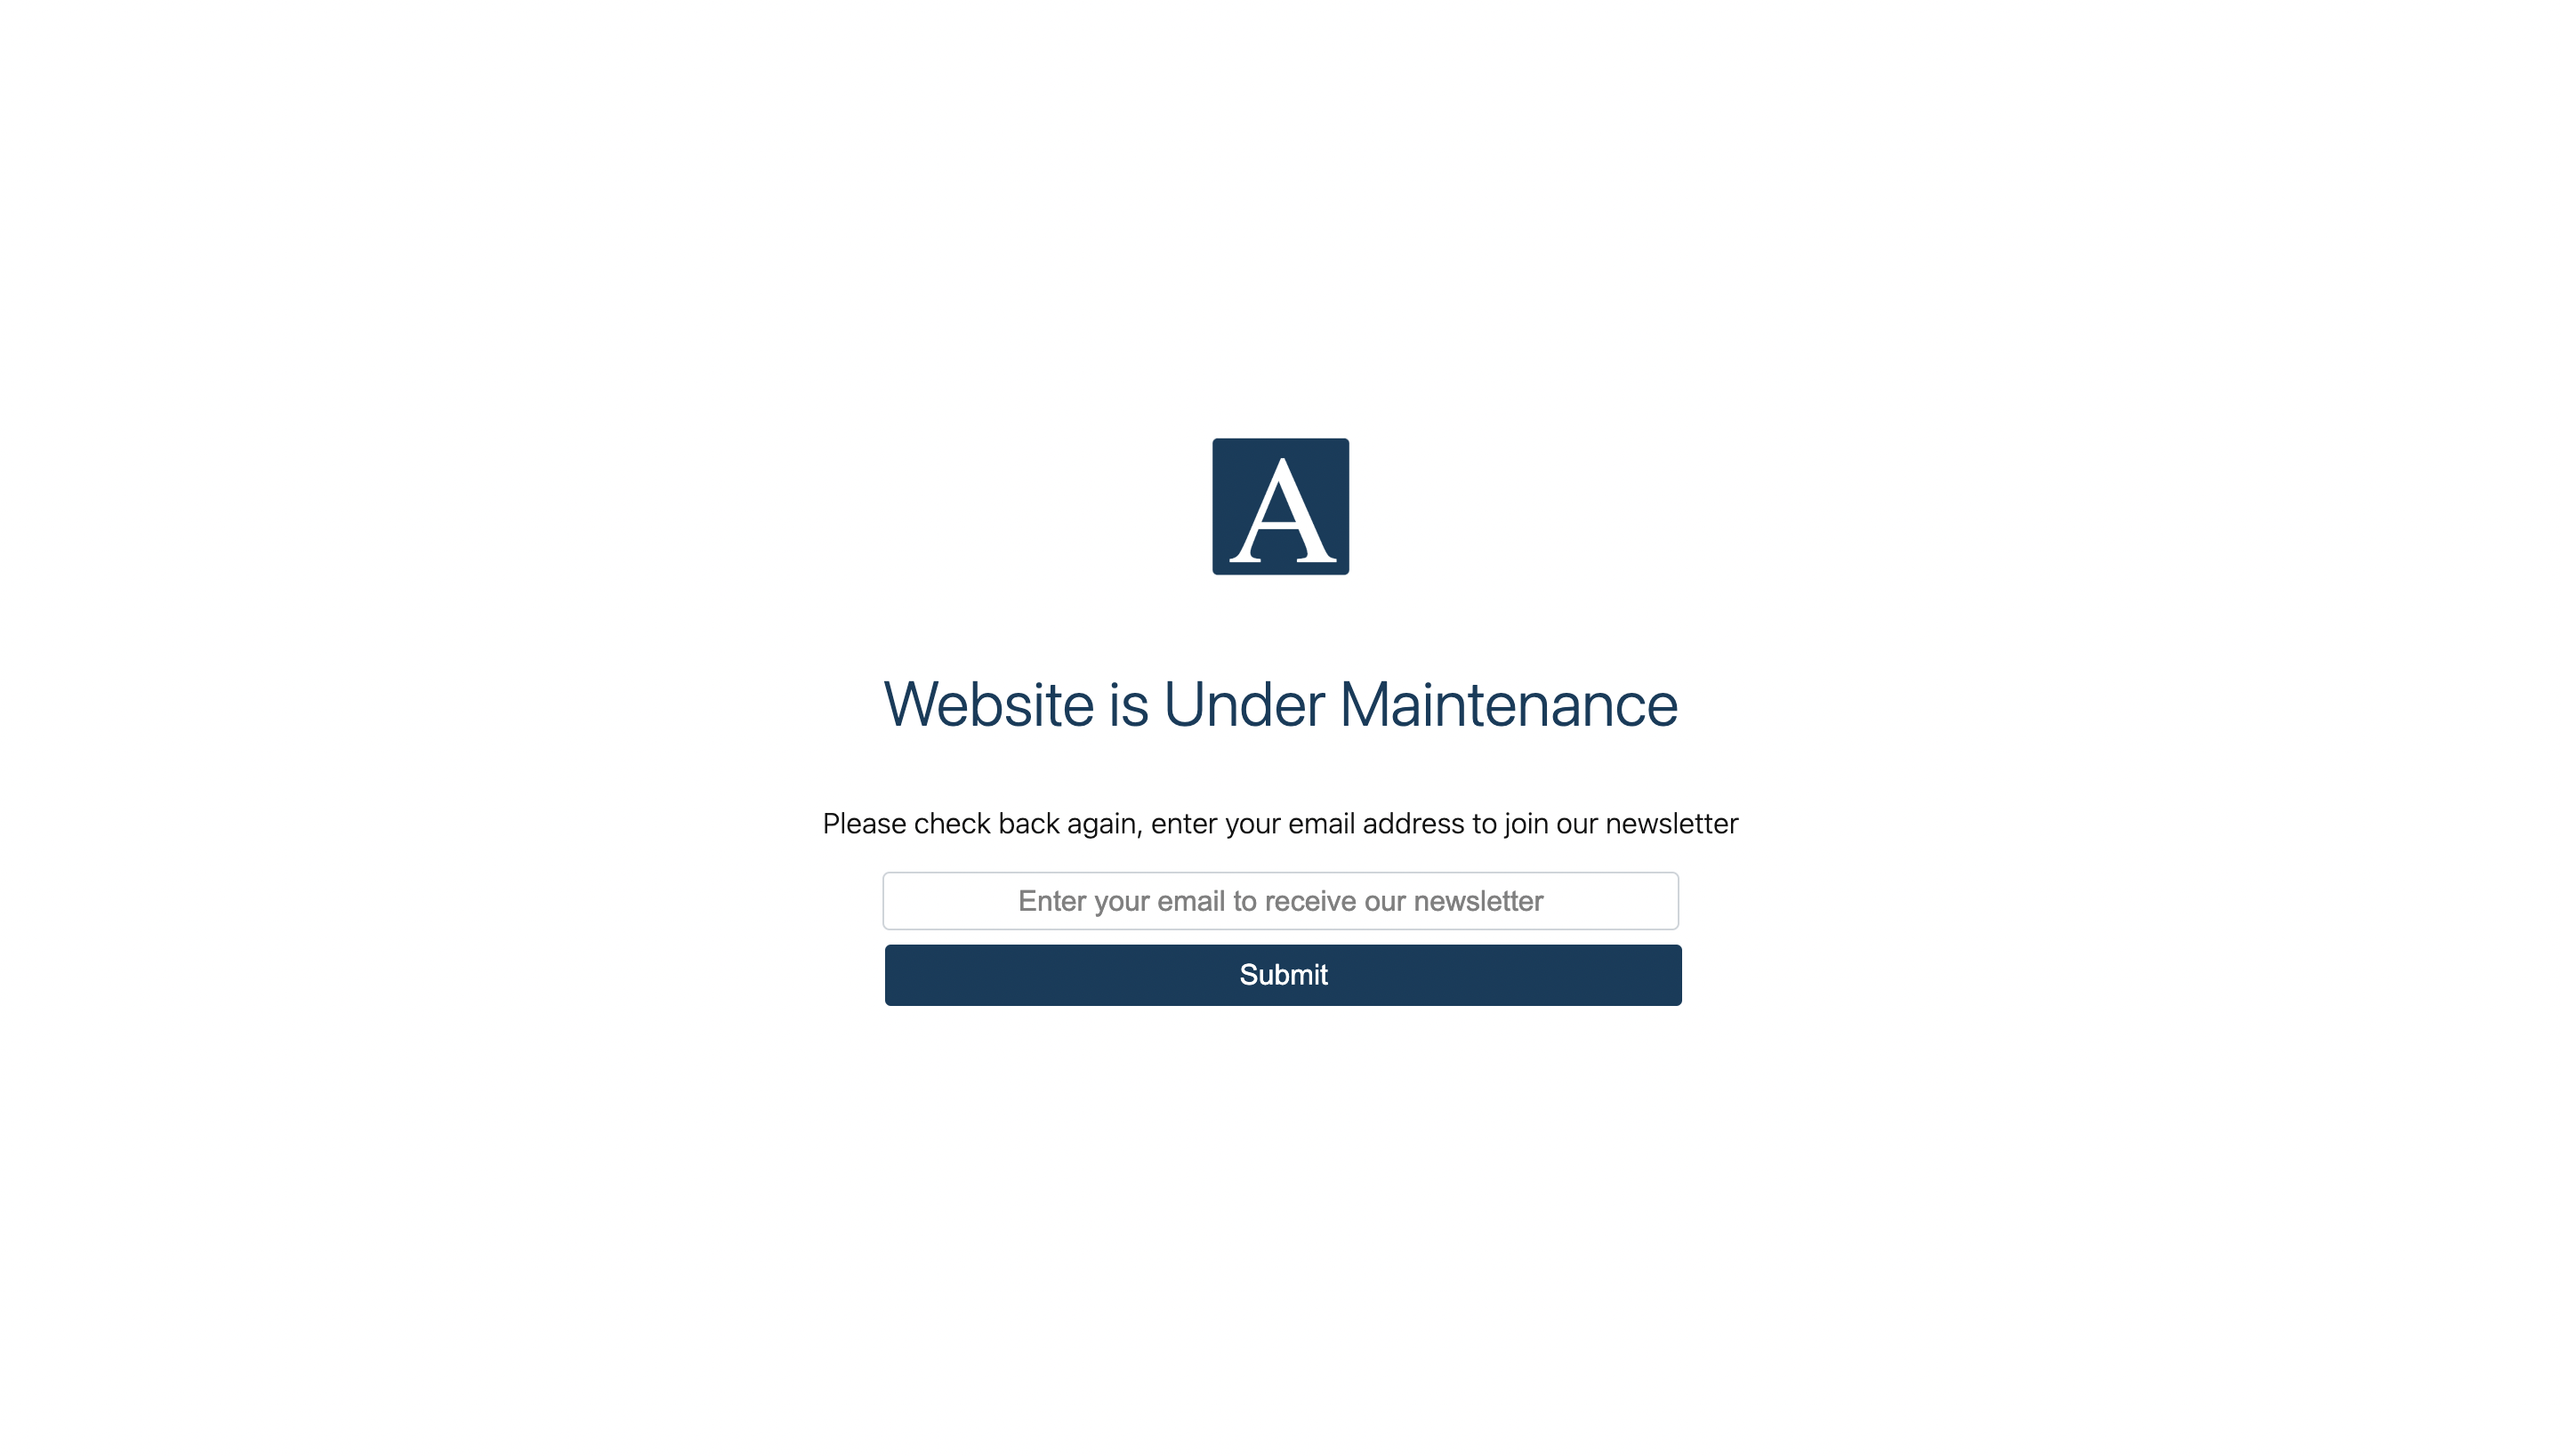 A
Website is Under Maintenance
Please check back again, enter your email address to join our newsletter
Enter your email to receive our newsletter
Submit